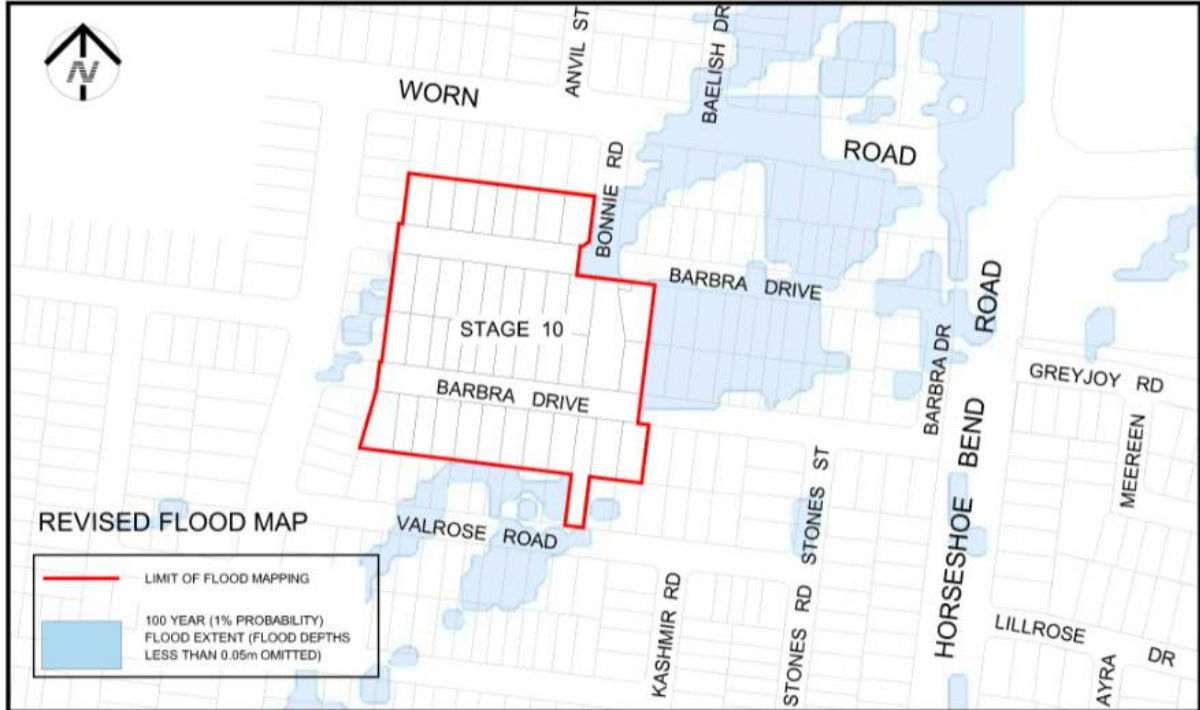 N
WORN
ANVIL ST
BAELISH DR
ROAD
BONNIE RD
BARBRA DRIVE
STAGE 10
BARBRA DRIVE
BARBRA DR
ROAD
GREYJOY RD
MEEREEN
HORSESHOE BEND
STONES ST
VALROSE ROAD
KASHMIR RD
STONES RD
LILLROSE
DR
AYRA
REVISED FLOOD MAP
LIMIT OF FLOOD MAPPING
100 YEAR (1% PROBABILITY)
FLOOD EXTENT (FLOOD DEPTHS
LESS THAN 0.05m OMITTED)